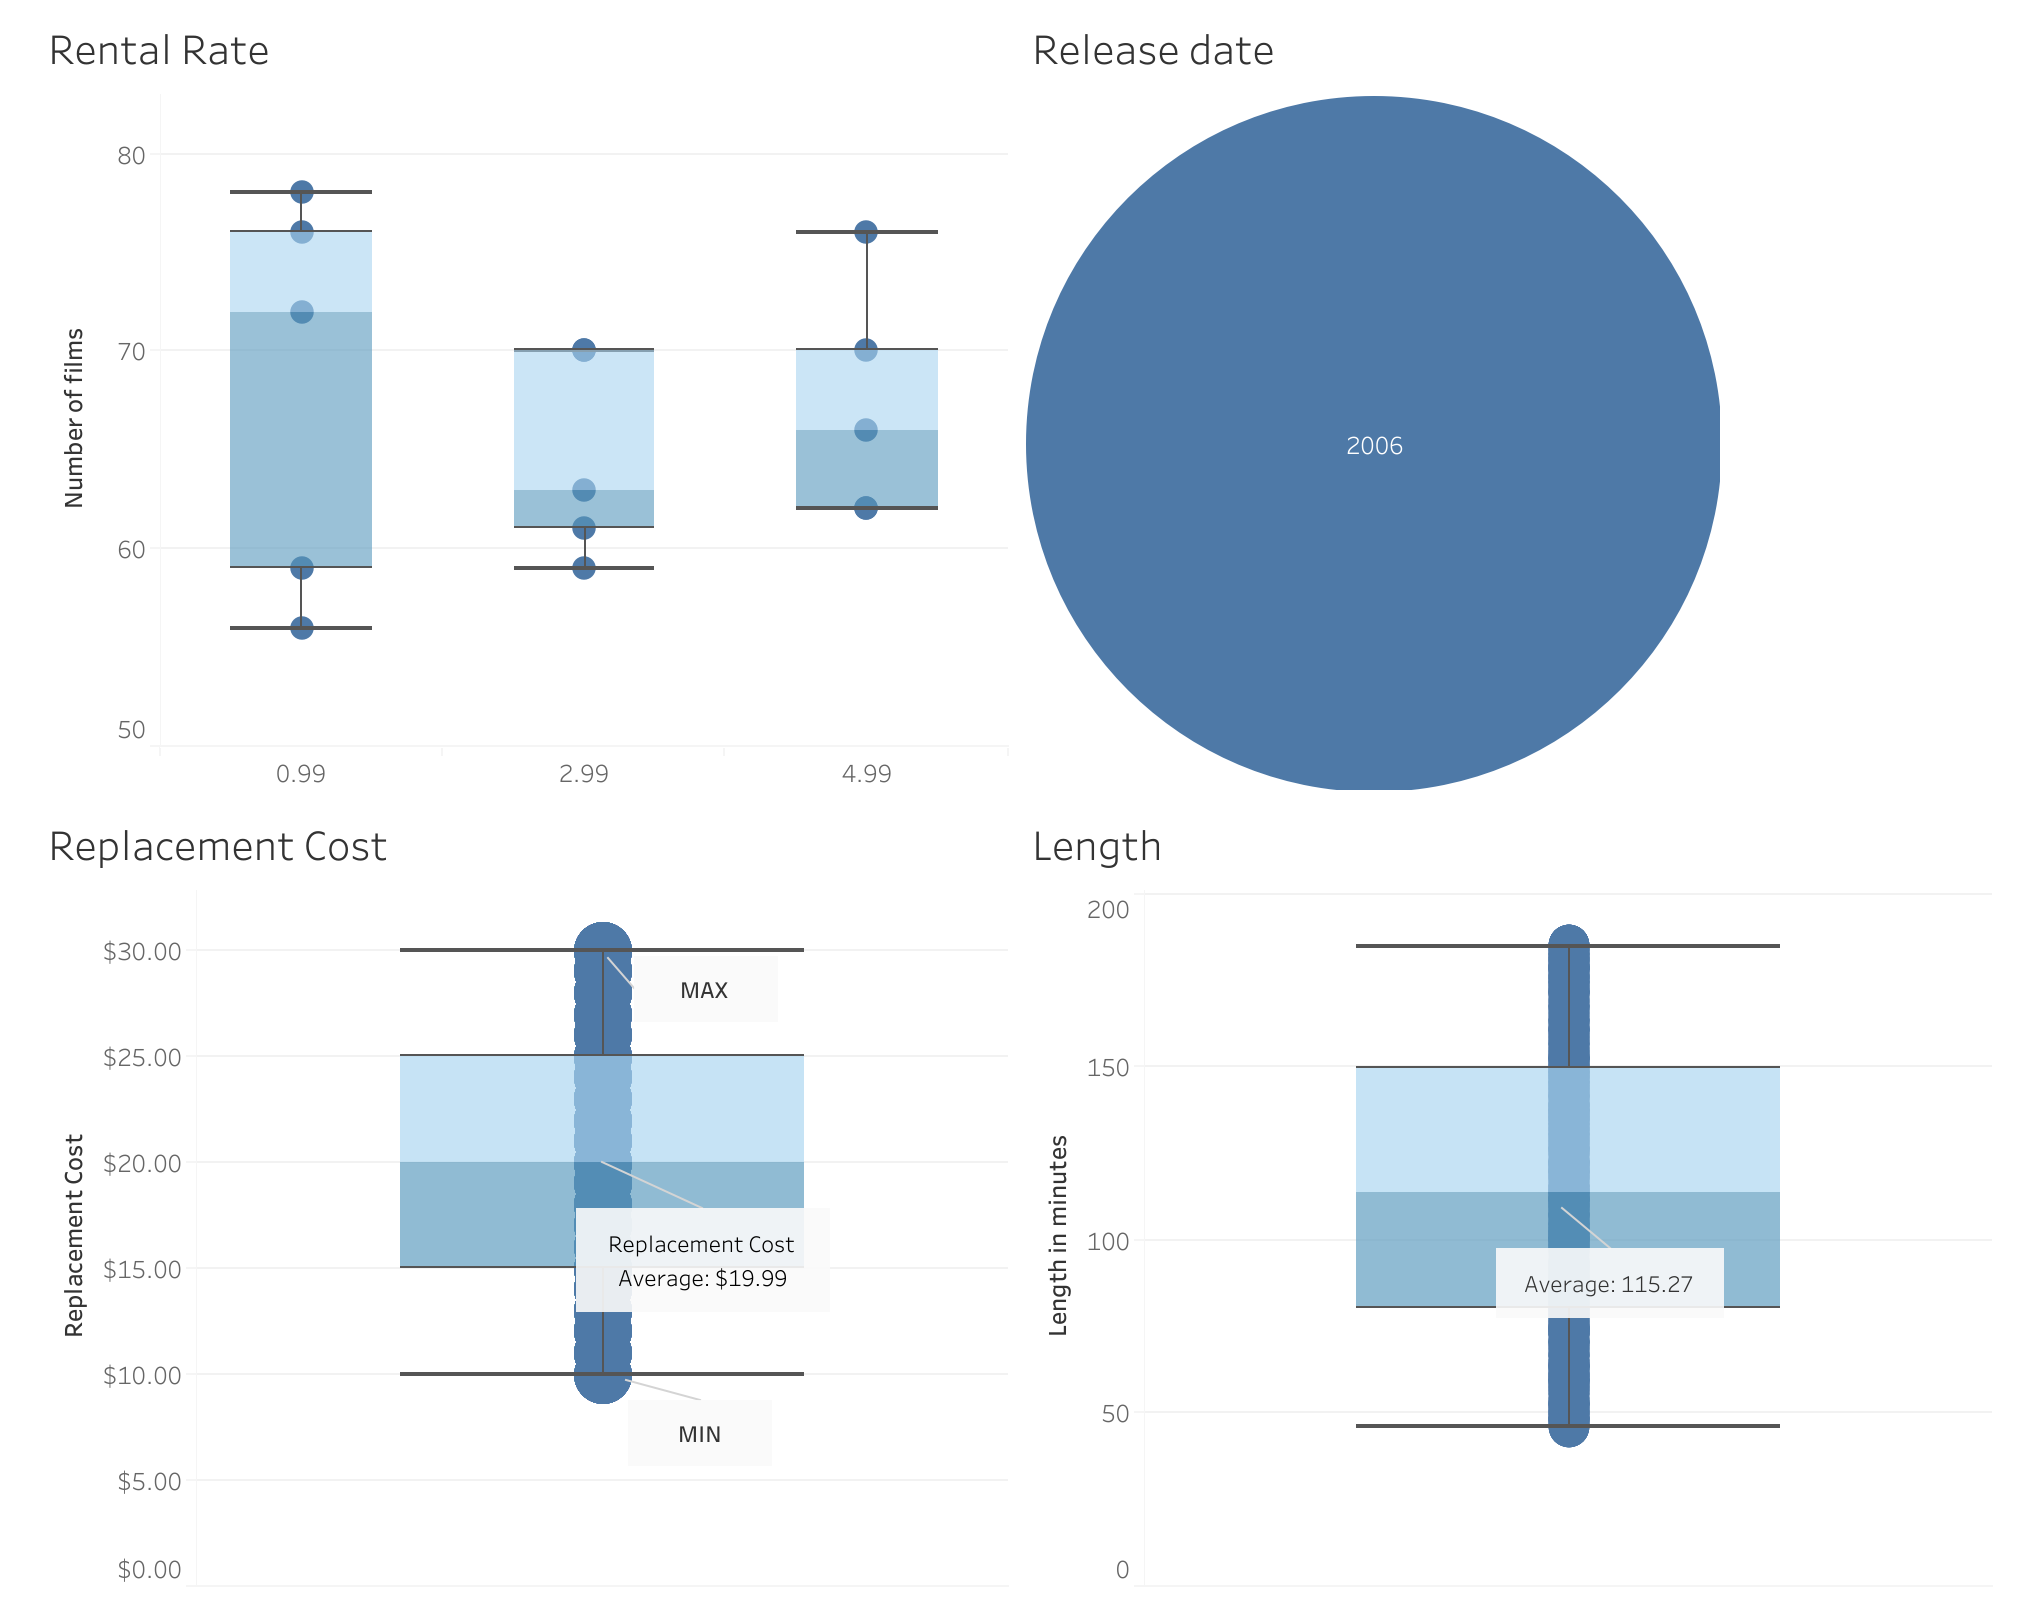 Rental Rate
Number of films
80
70
60
50
0.99
2.99
4.99
Release date
2006
Replacement Cost
Replacement Cost
$30.00
$25.00
$20.00
$15.00
$10.00
$5.00
$0.00
MAX
Replacement Cost
Average: $19.99
MIN
Length
Length in minutes
200
150
100
50
0
Average: 115.27